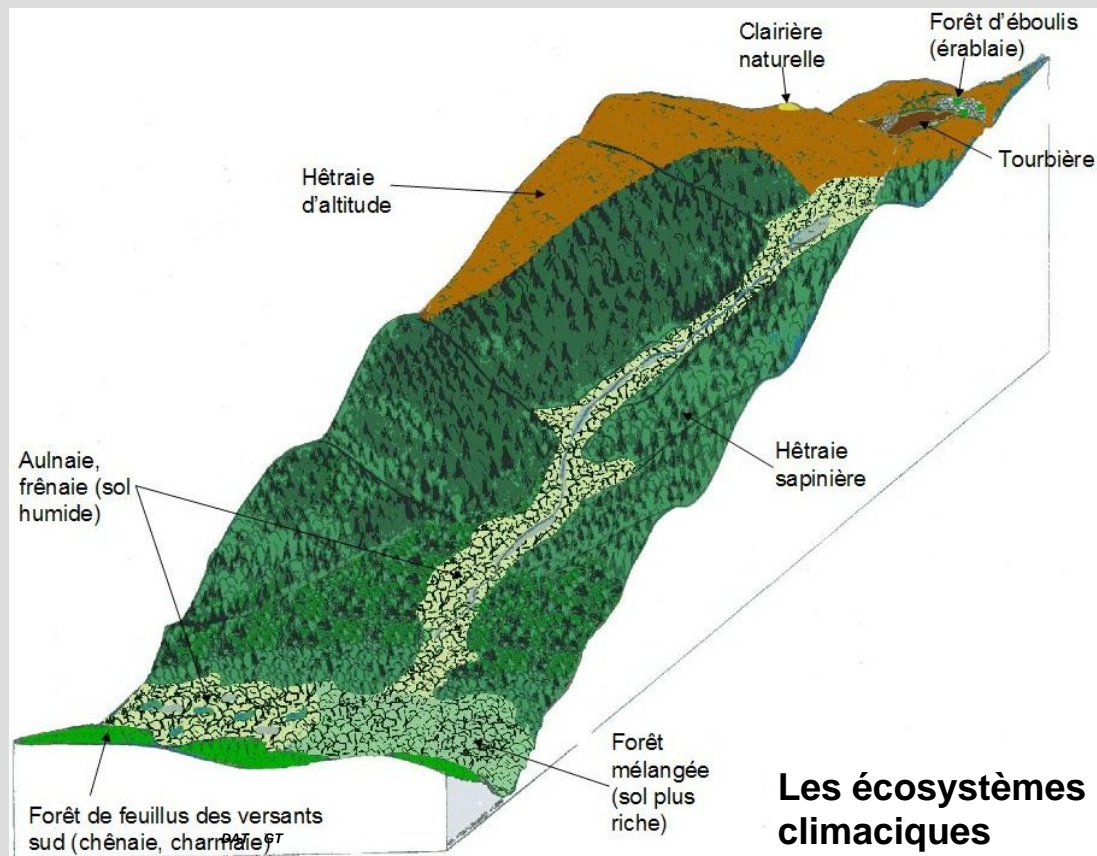 Clairière
naturelle
Forêt d'éboulis
(érablaie)
Tourbière
Hêtraie
d'altitude
Hêtraie
sapinière
Aulnaie,
frênaie (sol
humide)
Forêt
mélangée
(sol plus
riche)
Forêt de feuillus des versants
sud (chênaie, charmaie)
Les écosystèmes
climaciques